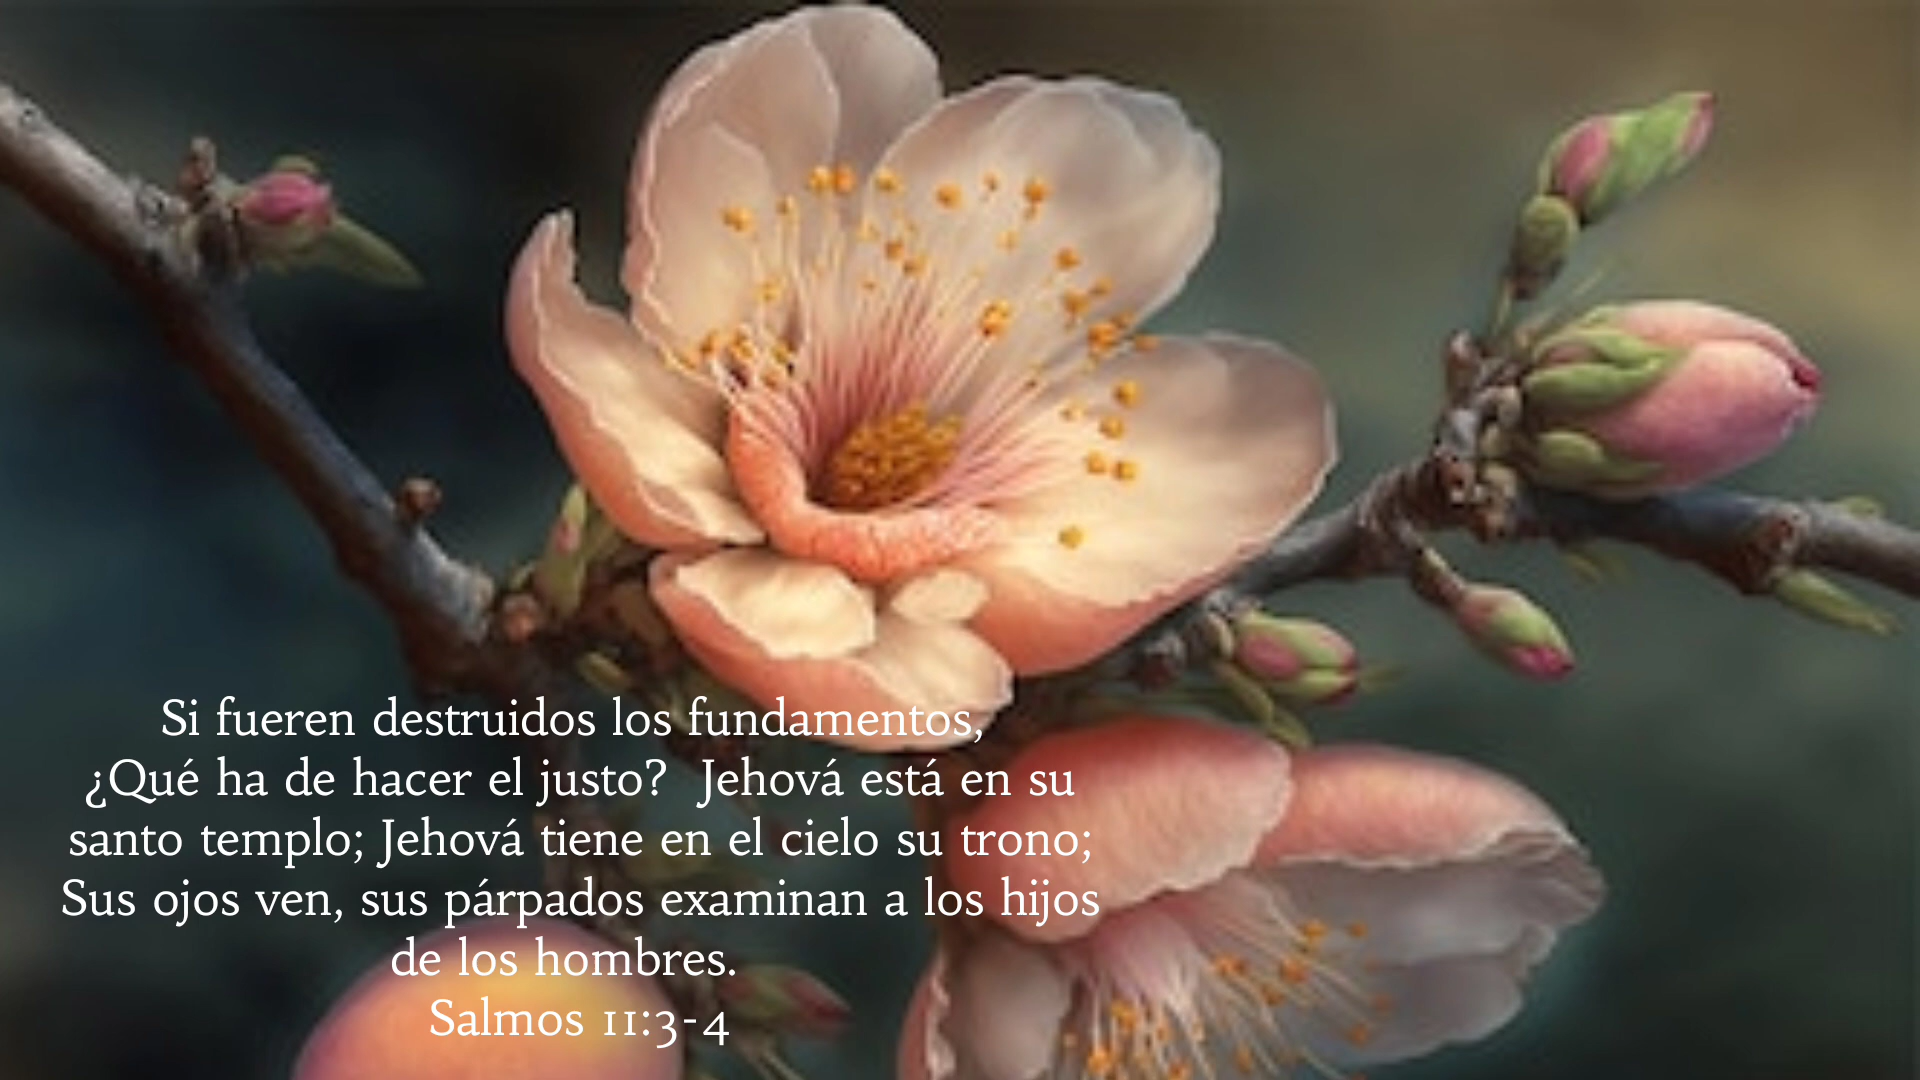 Si fueren destruidos los fundamentos,
¿Qué ha de hacer el justo?  Jehová está en su
santo templo; Jehová tiene en el cielo su trono;
Sus ojos ven, sus párpados examinan a los hijos
de los hombres.
Salmos 11:3-4